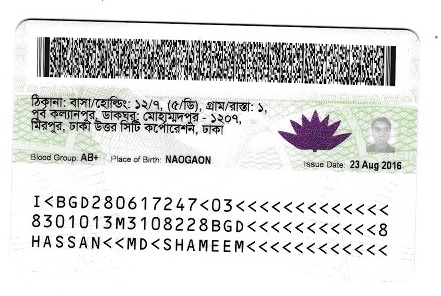 ঠিকানা: বাসা/হোল্ডিং: ১২/৭, (৫/ডি), গ্রাম/রাস্তা: ১,
পূর্ব কল্যানপুর, ডাকঘর: মোহাম্মদপুর - ১২০৭,
মিরপুর, ঢাকা উত্তর সিটি কর্পোরেশন, ঢাকা
Blood Group: AB+ Place of Birth: NAOGAON Issue Date: 23 Aug 2016
I<BGD280617247<03<<<<<<<<<<<<<
8301013M3108228BGD<<<<<<<<<<<8
HASSAN<<MD<SHAMEEM<<<<<<<<<<<<